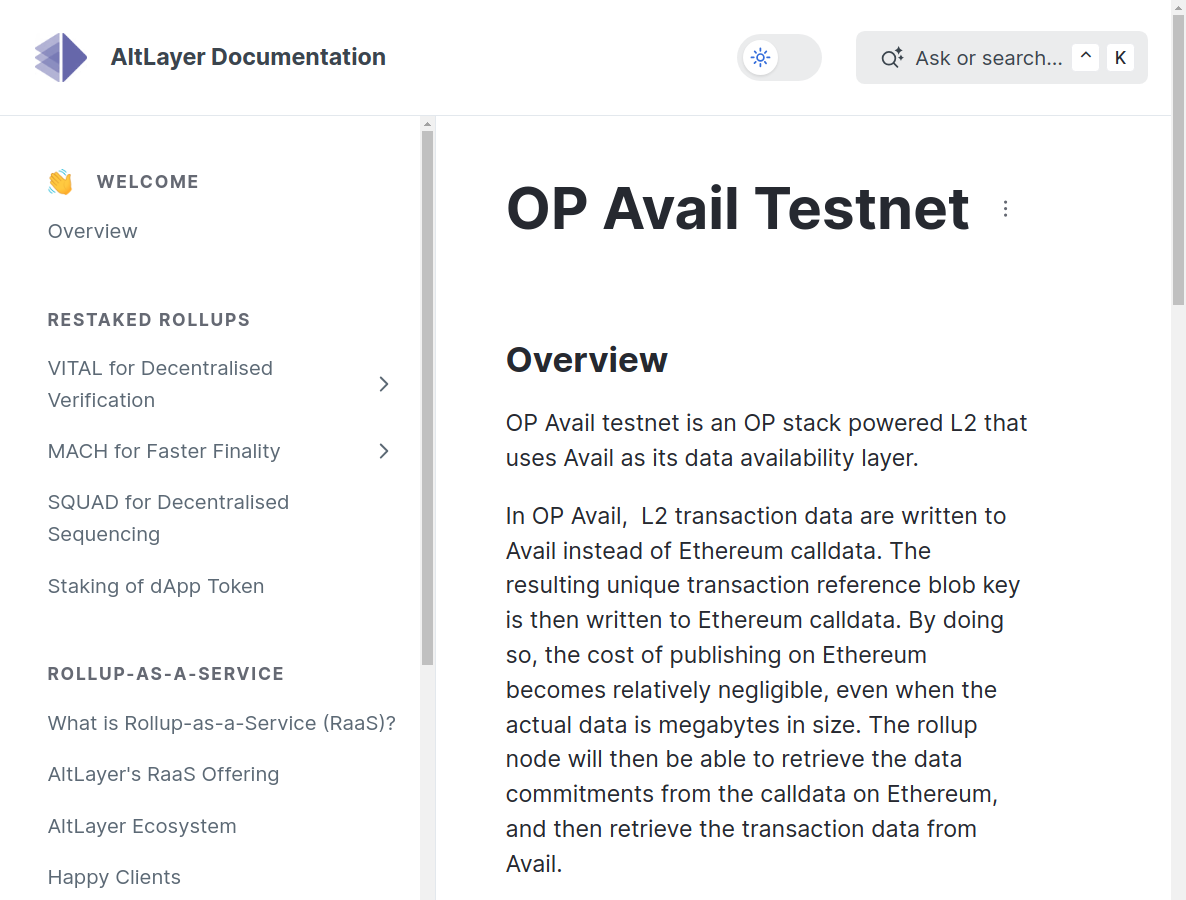 AltLayer Documentation
Ask or search...
^
K
WELCOME
Overview
RESTAKED ROLLUPS
VITAL for Decentralised
Verification
MACH for Faster Finality
SQUAD for Decentralised
Sequencing
Staking of dApp Token
ROLLUP-AS-A-SERVICE
What is Rollup-as-a-Service (RaaS)?
AltLayer's RaaS Offering
AltLayer Ecosystem
Happy Clients
OP Avail Testnet
Overview
OP Avail testnet is an OP stack powered L2 that
uses Avail as its data availability layer.
In OP Avail,  L2 transaction data are written to
Avail instead of Ethereum calldata. The
resulting unique transaction reference blob key
is then written to Ethereum calldata. By doing
so, the cost of publishing on Ethereum
becomes relatively negligible, even when the
actual data is megabytes in size. The rollup
node will then be able to retrieve the data
commitments from the calldata on Ethereum,
and then retrieve the transaction data from
Avail.